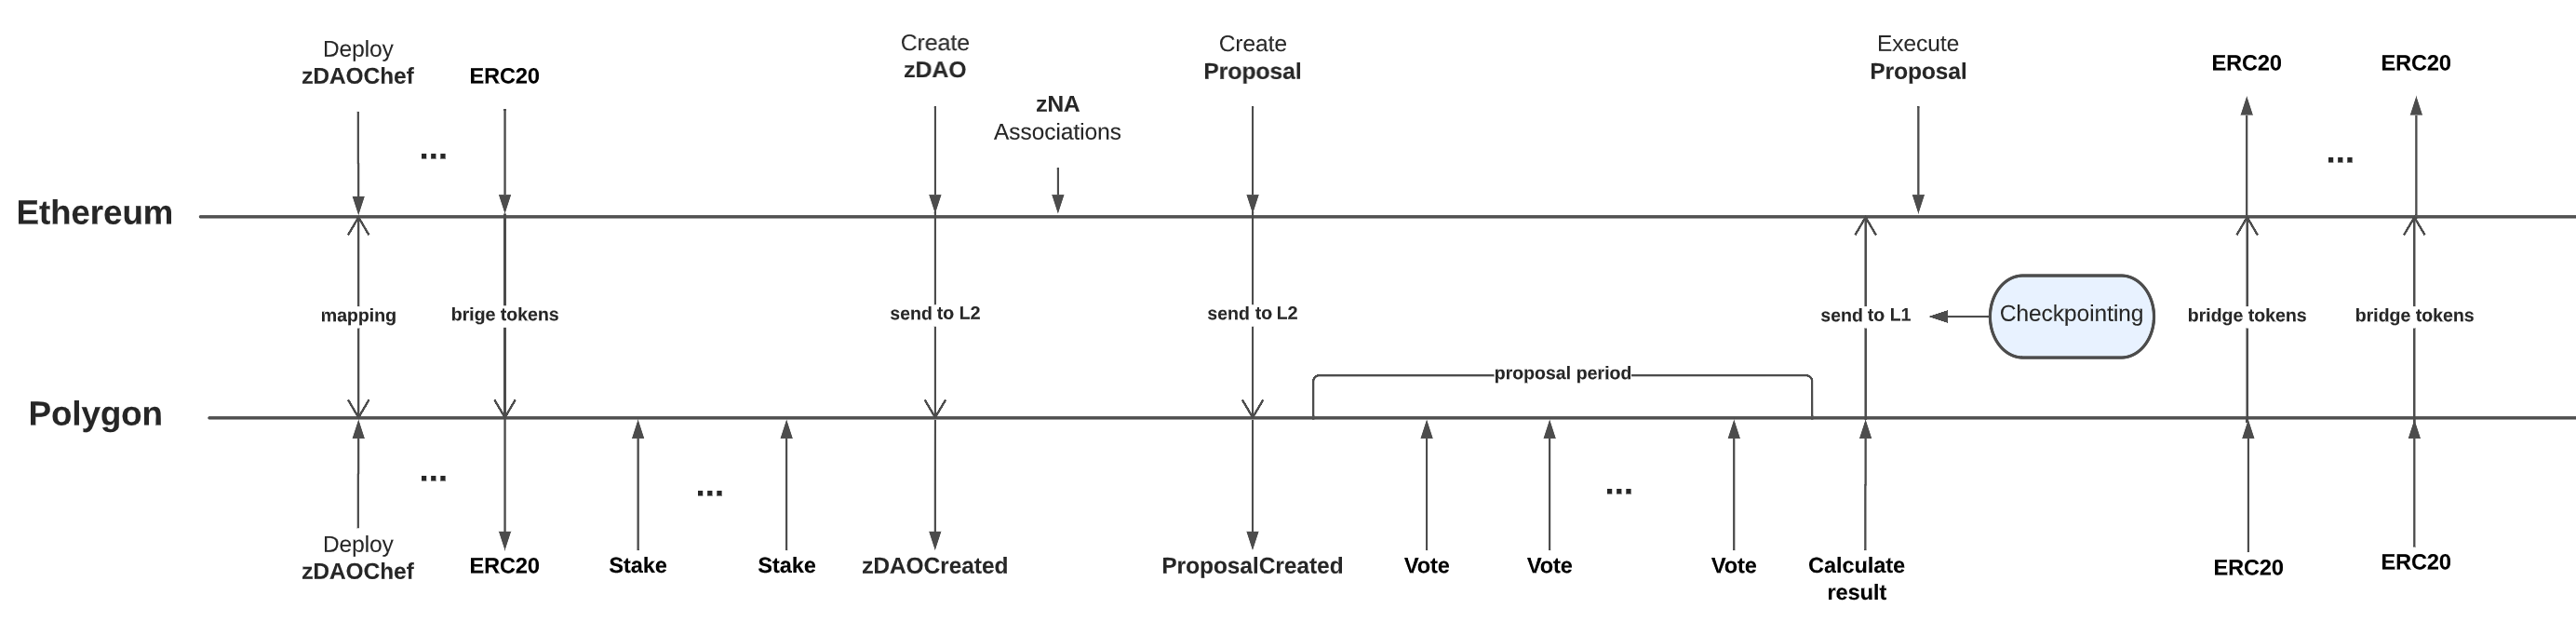 Deploy
zDAOChef
ERC20
Create
zDAO
zNA
Associations
Create
Proposal
Execute
Proposal
ERC20
ERC20
...
...
Ethereum
mapping
brige tokens
send to L2
send to L2
send to L1
Checkpointing
bridge tokens
bridge tokens
proposal period
Polygon
...
...
...
Deploy
zDAOChef
ERC20
Stake
Stake
zDAOCreated
ProposalCreated
Vote
Vote
Vote
Calculate
result
ERC20
ERC20